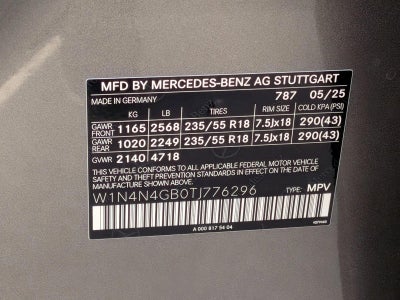 MFD BY MERCEDES-BENZ AG STUTTGART
MADE IN GERMANY 787 05/25
KG LB TIRES RIM SIZE COLD KPA (PSI)
GAWR FRONT 1165 2568 235/55 R18 7.5Jx18 290(43)
GAWR REAR 1020 2249 235/55 R18 7.5Jx18 290(43)
GVWR 2140 4718
THIS VEHICLE CONFORMS TO ALL APPLICABLE FEDERAL MOTOR VEHICLE
SAFETY AND THEFT PREVENTION STANDARDS IN EFFECT ON THE DATE OF
MANUFACTURE SHOWN ABOVE.
W1N4N4GB0TJ776296 TYPE: MPV
A 000 817 54 04